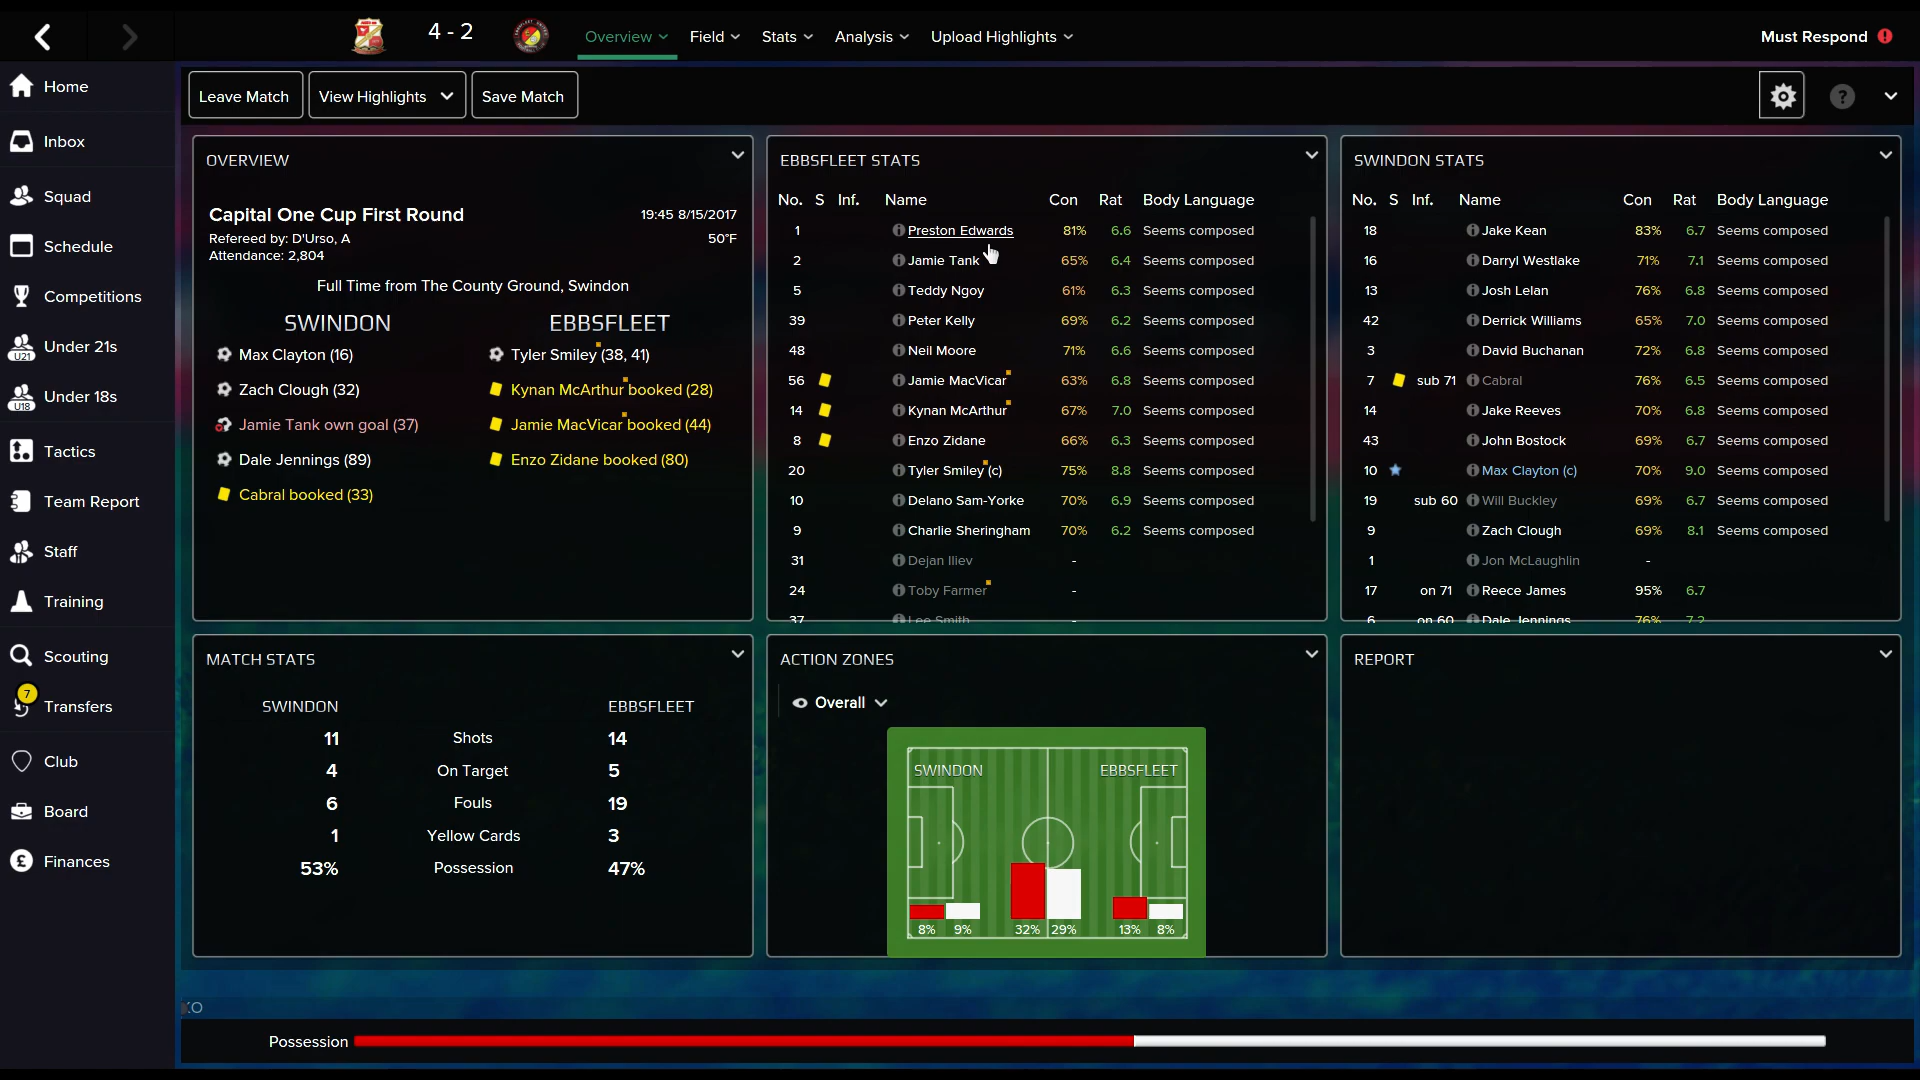 4 - 2
Overview Field Stats Analysis Upload Highlights
Must Respond
Home
Inbox
Squad
Schedule
Competitions
U21 Under 21s
U18 Under 18s
Tactics
Team Report
Staff
Training
Scouting
7
Transfers
Club
Board
Finances
Leave Match View Highlights Save Match
?
OVERVIEW
Capital One Cup First Round 19:45 8/15/2017
Refereed by: D'Urso, A 50°F
Attendance: 2,804
Full Time from The County Ground, Swindon
SWINDON EBBSFLEET
Max Clayton (16) Tyler Smiley (38, 41)
Zach Clough (32) Kynan McArthur booked (28)
Jamie Tank own goal (37) Jamie MacVicar booked (44)
Dale Jennings (89) Enzo Zidane booked (80)
Cabral booked (33)
EBBSFLEET STATS
No. S Inf. Name Con Rat Body Language
1 Preston Edwards 81% 6.6 Seems composed
2 Jamie Tank 65% 6.4 Seems composed
5 Teddy Ngoy 61% 6.3 Seems composed
39 Peter Kelly 69% 6.2 Seems composed
48 Neil Moore 71% 6.6 Seems composed
56 Jamie MacVicar 63% 6.8 Seems composed
14 Kynan McArthur 67% 7.0 Seems composed
8 Enzo Zidane 66% 6.3 Seems composed
20 Tyler Smiley (c) 75% 8.8 Seems composed
10 Delano Sam-Yorke 70% 6.9 Seems composed
9 Charlie Sheringham 70% 6.2 Seems composed
31 Dejan Iliev -
24 Toby Farmer -
37 Lee Smith -
SWINDON STATS
No. S Inf. Name Con Rat Body Language
18 Jake Kean 83% 6.7 Seems composed
16 Darryl Westlake 71% 7.1 Seems composed
13 Josh Lelan 76% 6.8 Seems composed
42 Derrick Williams 65% 7.0 Seems composed
3 David Buchanan 72% 6.8 Seems composed
7 sub 71 Cabral 76% 6.5 Seems composed
14 Jake Reeves 70% 6.8 Seems composed
43 John Bostock 69% 6.7 Seems composed
10 Max Clayton (c) 70% 9.0 Seems composed
19 sub 60 Will Buckley 69% 6.7 Seems composed
9 Zach Clough 69% 8.1 Seems composed
1 Jon McLaughlin -
17 on 71 Reece James 95% 6.7
6 on 60 Dale Jennings 76% 7.2
MATCH STATS
SWINDON EBBSFLEET
11 Shots 14
4 On Target 5
6 Fouls 19
1 Yellow Cards 3
53% Possession 47%
ACTION ZONES
Overall
SWINDON EBBSFLEET
8% 9% 32% 29% 13% 8%
REPORT
Possession